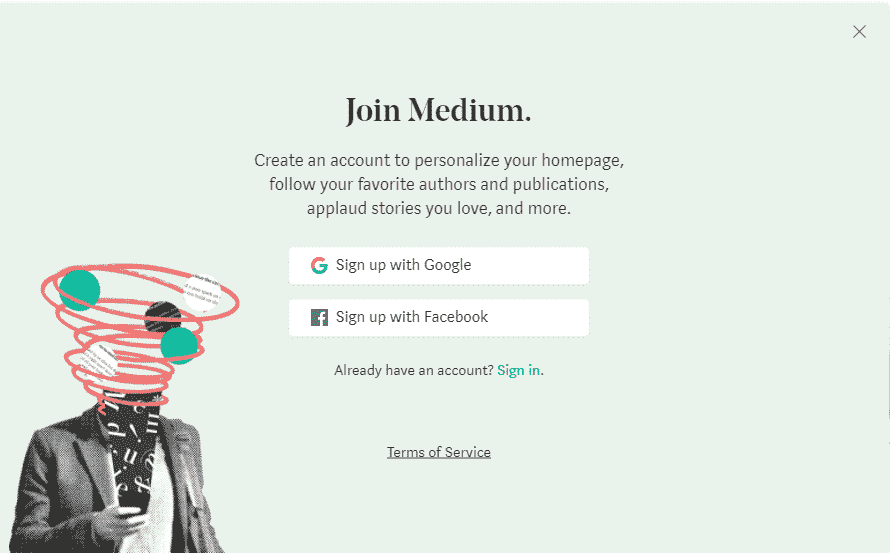 Join Medium.
Create an account to personalize your homepage,
follow your favorite authors and publications,
applaud stories you love, and more.
Sign up with Google
Sign up with Facebook
Already have an account? Sign in.
Terms of Service